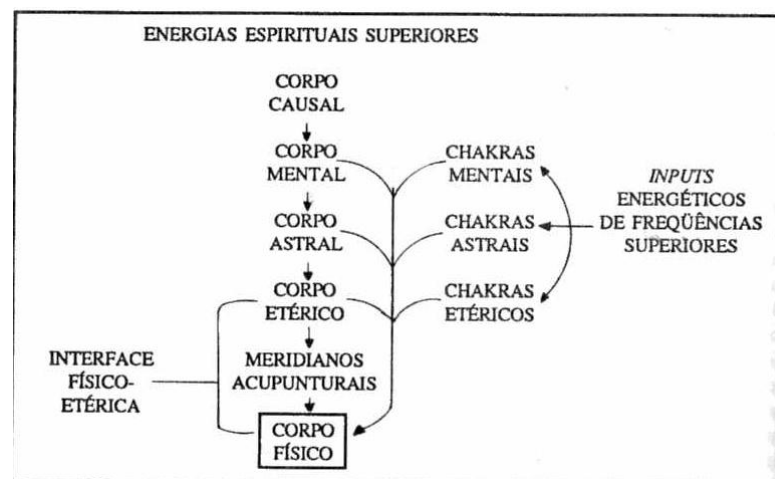 ENERGIAS ESPIRITUAIS SUPERIORES
CORPO
CAUSAL
CORPO
MENTAL
CHAKRAS
MENTAIS
INPUTS
ENERGÉTICOS
DE FREQÜÊNCIAS
SUPERIORES
CORPO
ASTRAL
CHAKRAS
ASTRAIS
CORPO
ETÉRICO
CHAKRAS
ETÉRICOS
INTERFACE
FÍSICO-
ETÉRICA
MERIDIANOS
ACUPUNTURAIS
CORPO
FÍSICO